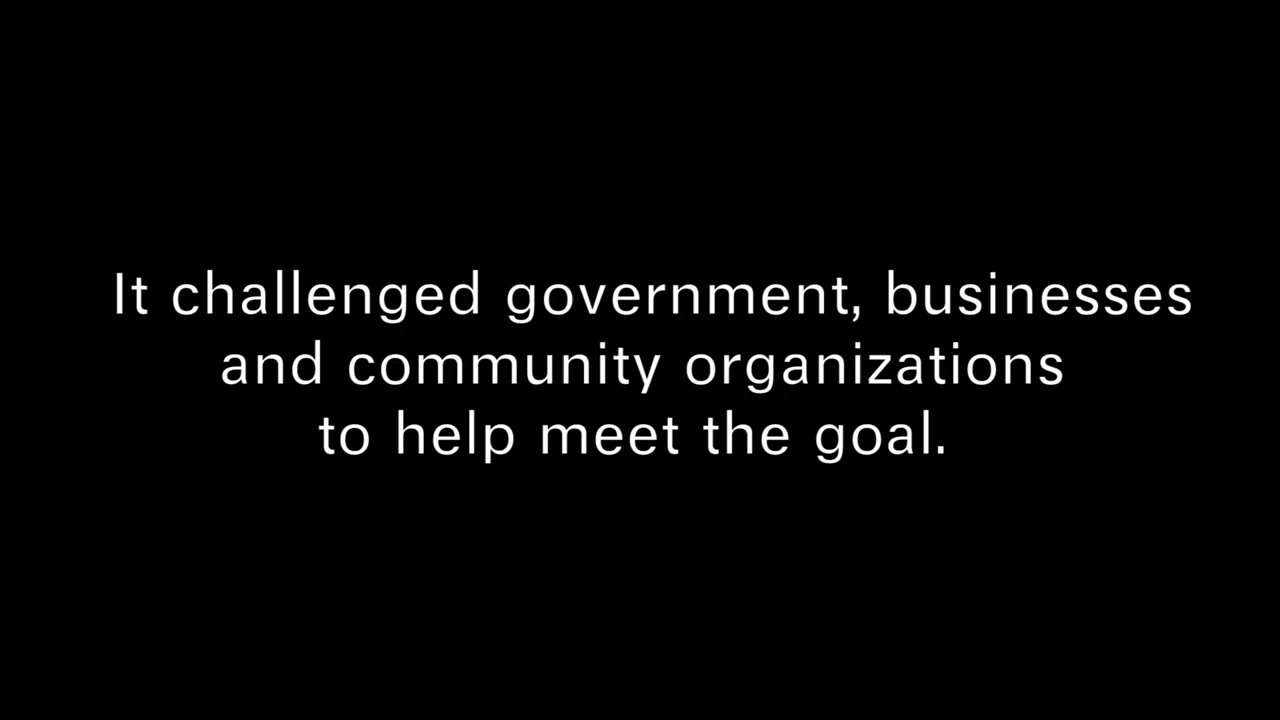 It challenged government, businesses
and community organizations
to help meet the goal.